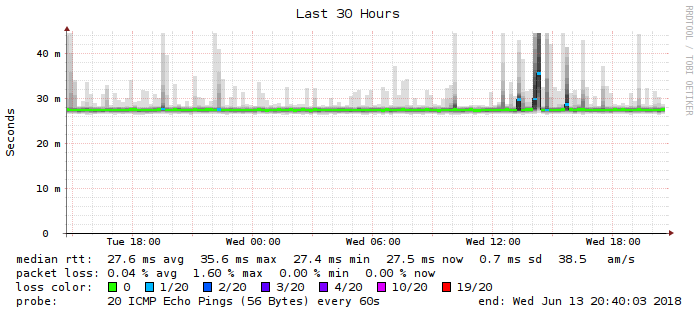 Last 30 Hours
RRDTOOL / TOBI OETIKER
Seconds
40 m
30 m
20 m
10 m
0
Tue 18:00 Wed 00:00 Wed 06:00 Wed 12:00 Wed 18:00
median rtt: 27.6 ms avg 35.6 ms max 27.4 ms min 27.5 ms now 0.7 ms sd 38.5 am/s
packet loss: 0.04 % avg 1.60 % max 0.00 % min 0.00 % now
loss color: 0 1/20 2/20 3/20 4/20 10/20 19/20
probe: 20 ICMP Echo Pings (56 Bytes) every 60s end: Wed Jun 13 20:40:03 2018